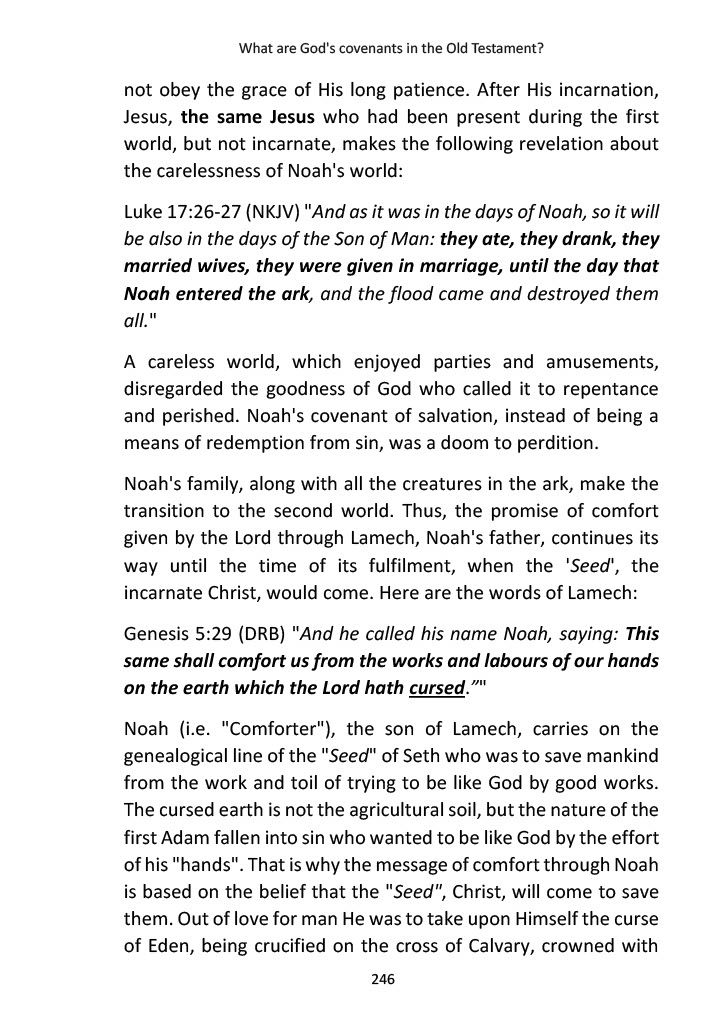 What are God's covenants in the Old Testament?
not obey the grace of His long patience. After His incarnation,
Jesus, the same Jesus who had been present during the first
world, but not incarnate, makes the following revelation about
the carelessness of Noah's world:
Luke 17:26-27 (NKJV) "And as it was in the days of Noah, so it will
be also in the days of the Son of Man: they ate, they drank, they
married wives, they were given in marriage, until the day that
Noah entered the ark, and the flood came and destroyed them
all."
A careless world, which enjoyed parties and amusements,
disregarded the goodness of God who called it to repentance
and perished. Noah's covenant of salvation, instead of being a
means of redemption from sin, was a doom to perdition.
Noah's family, along with all the creatures in the ark, make the
transition to the second world. Thus, the promise of comfort
given by the Lord through Lamech, Noah's father, continues its
way until the time of its fulfilment, when the 'Seed', the
incarnate Christ, would come. Here are the words of Lamech:
Genesis 5:29 (DRB) "And he called his name Noah, saying: This
same shall comfort us from the works and labours of our hands
on the earth which the Lord hath cursed.”"
Noah (i.e. "Comforter"), the son of Lamech, carries on the
genealogical line of the "Seed" of Seth who was to save mankind
from the work and toil of trying to be like God by good works.
The cursed earth is not the agricultural soil, but the nature of the
first Adam fallen into sin who wanted to be like God by the effort
of his "hands". That is why the message of comfort through Noah
is based on the belief that the "Seed", Christ, will come to save
them. Out of love for man He was to take upon Himself the curse
of Eden, being crucified on the cross of Calvary, crowned with
246